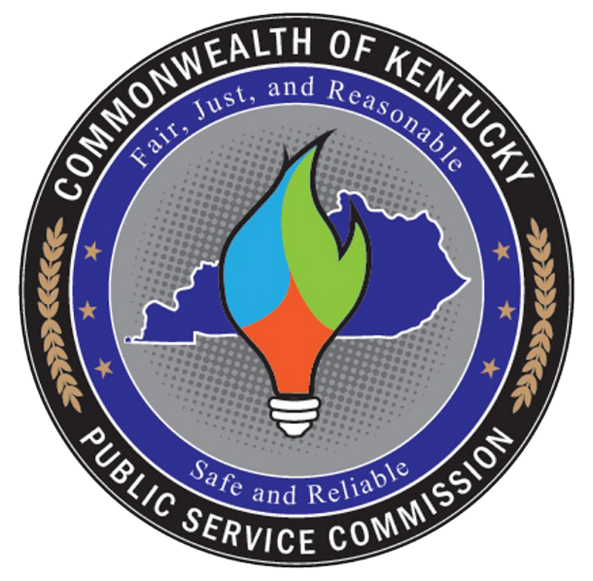 COMMONWEALTH OF KENTUCKY
Fair, Just, and Reasonable
Safe and Reliable
PUBLIC SERVICE COMMISSION